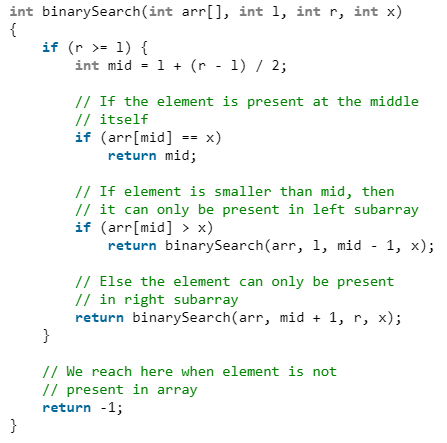 int binarySearch(int arr[], int l, int r, int x)
{
    if (r >= l) {
        int mid = l + (r - l) / 2;

        // If the element is present at the middle
        // itself
        if (arr[mid] == x)
            return mid;

        // If element is smaller than mid, then
        // it can only be present in left subarray
        if (arr[mid] > x)
            return binarySearch(arr, l, mid - 1, x);

        // Else the element can only be present
        // in right subarray
        return binarySearch(arr, mid + 1, r, x);
    }

    // We reach here when element is not
    // present in array
    return -1;
}